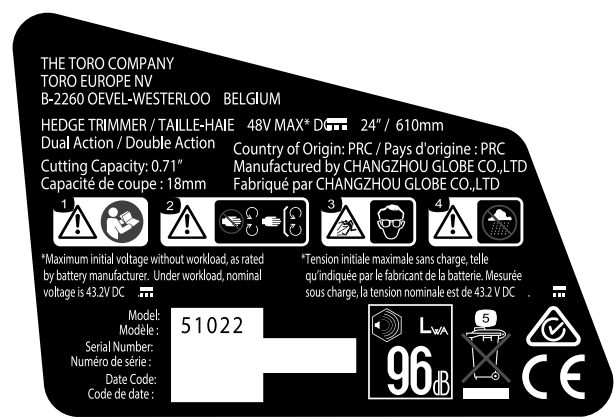 THE TORO COMPANY
TORO EUROPE NV
B-2260 OEVEL-WESTERLOO BELGIUM
HEDGE TRIMMER / TAILLE-HAIE 48V MAX* DC 24” / 610mm
Dual Action / Double Action
Cutting Capacity: 0.71”
Capacité de coupe : 18mm
Country of Origin: PRC / Pays d'origine : PRC
Manufactured by CHANGZHOU GLOBE CO.,LTD
Fabriqué par CHANGZHOU GLOBE CO.,LTD
1
2
3
4
*Maximum initial voltage without workload, as rated
by battery manufacturer. Under workload, nominal
voltage is 43.2V DC .
*Tension initiale maximale sans charge, telle
qu'indiquée par le fabricant de la batterie. Mesurée
sous charge, la tension nominale est de 43.2 V DC .
Model:
Modèle :
51022
Serial Number:
Numéro de série :
Date Code:
Code de date :
LWA
96dB
5
CE